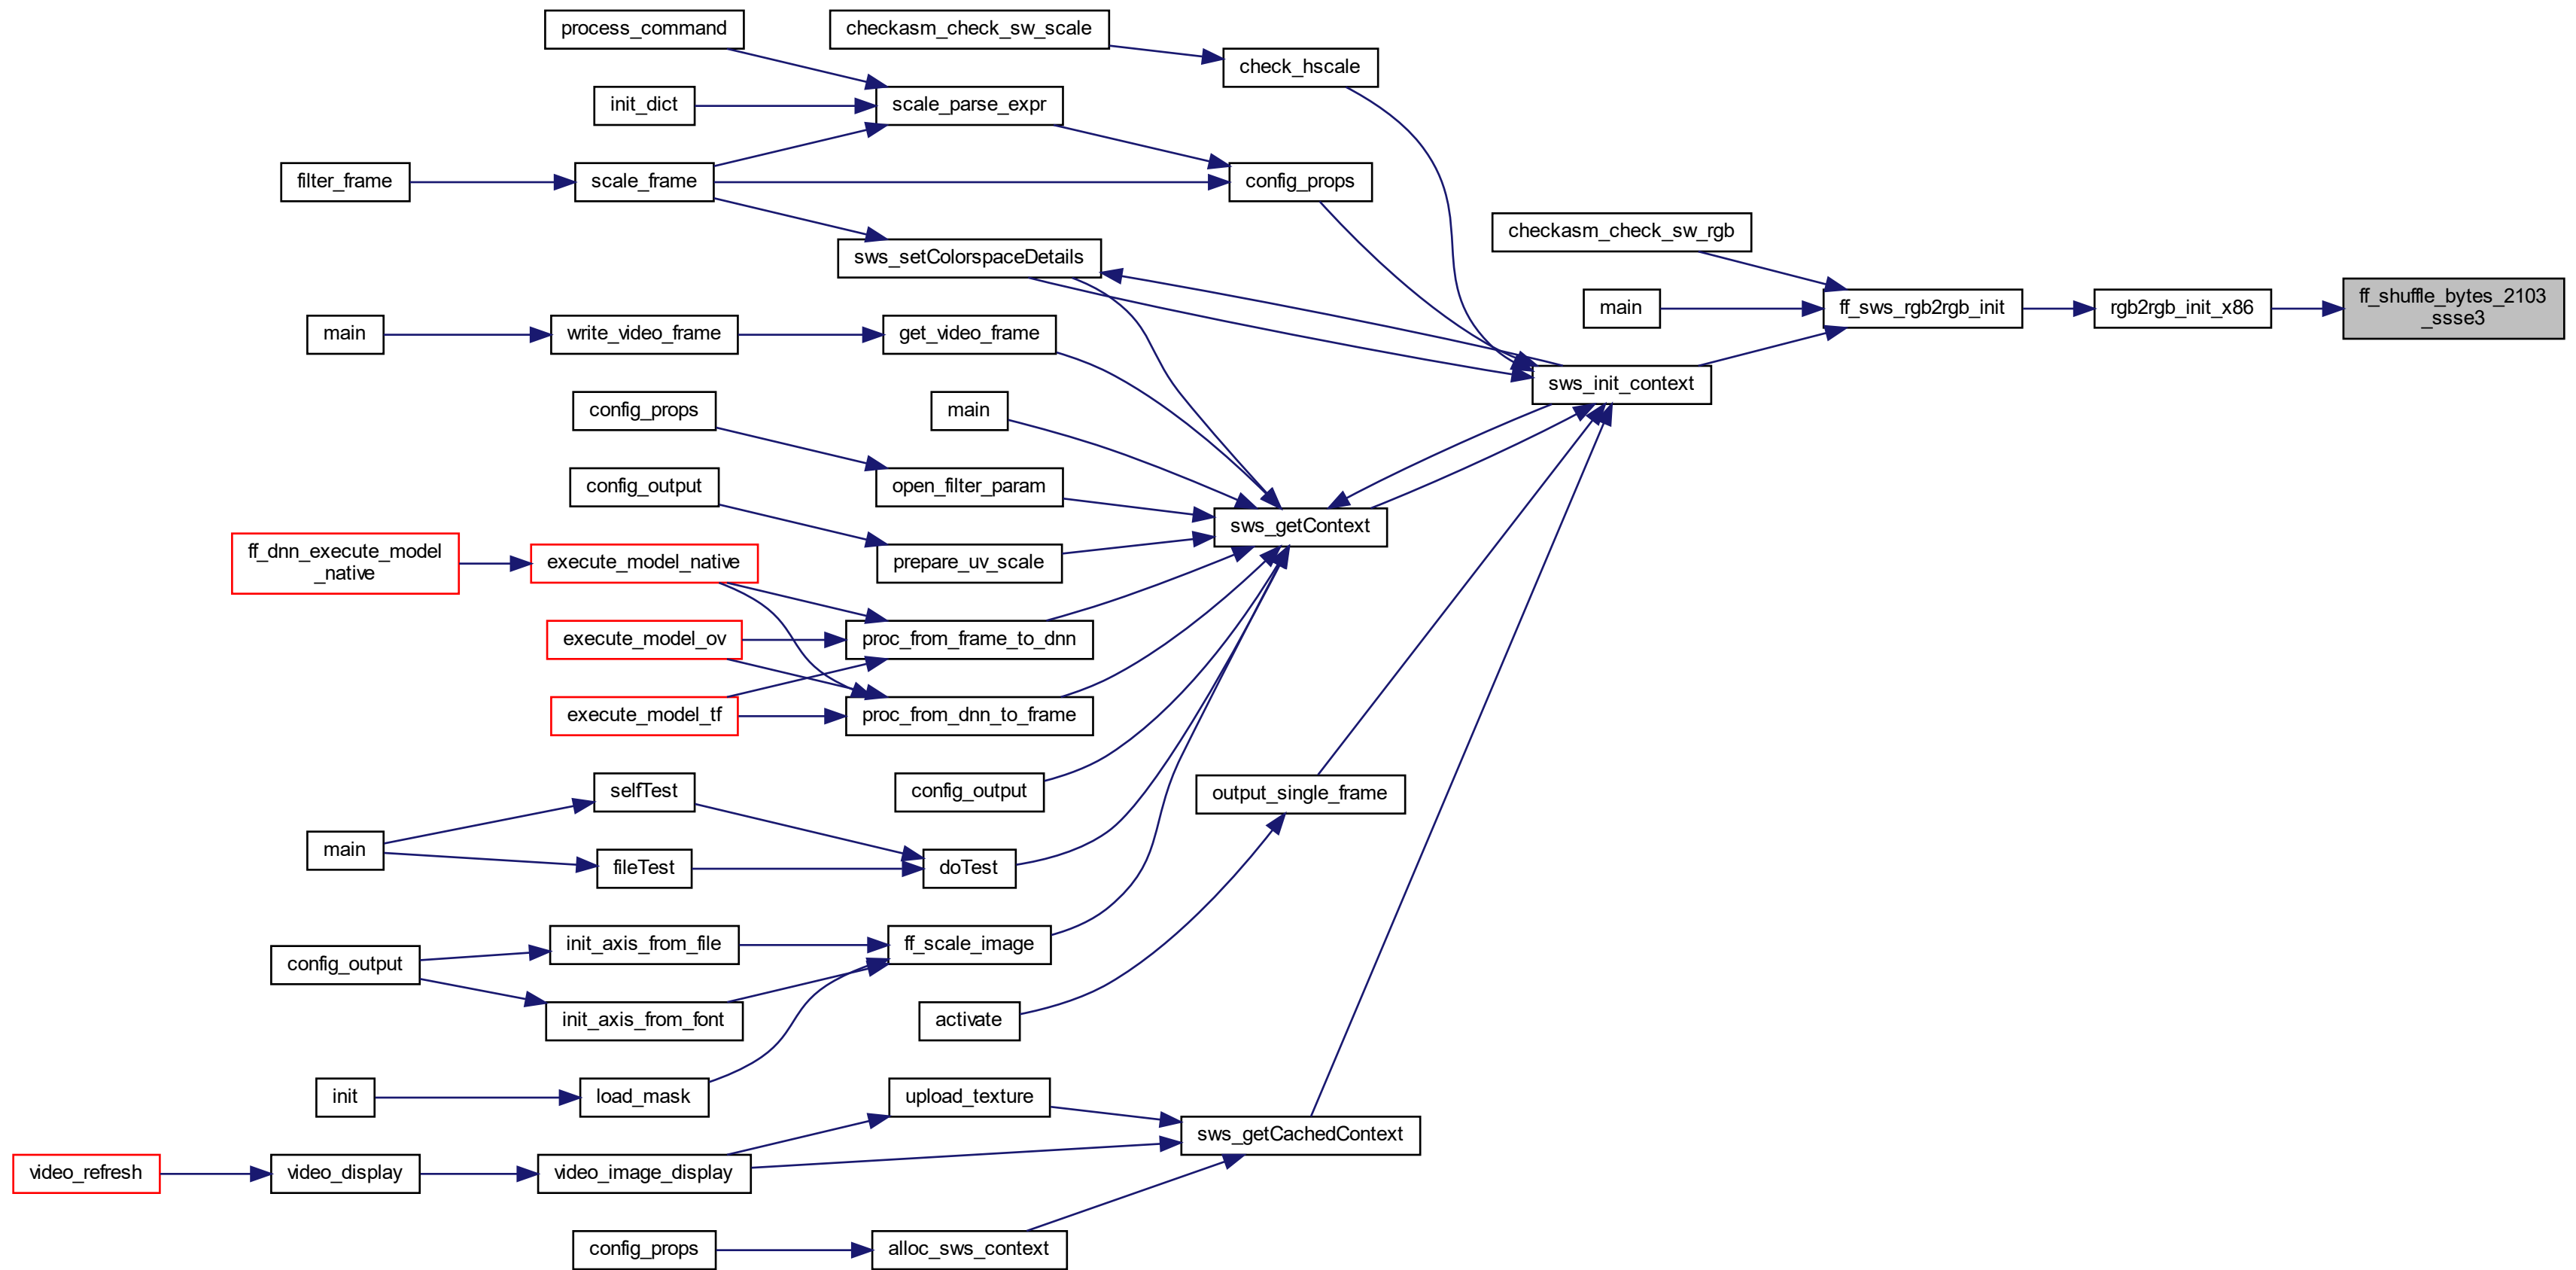 process_command
checkasm_check_sw_scale
check_hscale
init_dict
scale_parse_expr
filter_frame
scale_frame
config_props
checkasm_check_sw_rgb
sws_setColorspaceDetails
main
ff_sws_rgb2rgb_init
rgb2rgb_init_x86
ff_shuffle_bytes_2103
_ssse3
main
write_video_frame
get_video_frame
sws_init_context
config_props
main
config_output
open_filter_param
sws_getContext
ff_dnn_execute_model
_native
execute_model_native
prepare_uv_scale
execute_model_ov
proc_from_frame_to_dnn
execute_model_tf
proc_from_dnn_to_frame
selfTest
config_output
output_single_frame
main
fileTest
doTest
config_output
init_axis_from_file
ff_scale_image
init_axis_from_font
activate
init
load_mask
upload_texture
sws_getCachedContext
video_refresh
video_display
video_image_display
config_props
alloc_sws_context